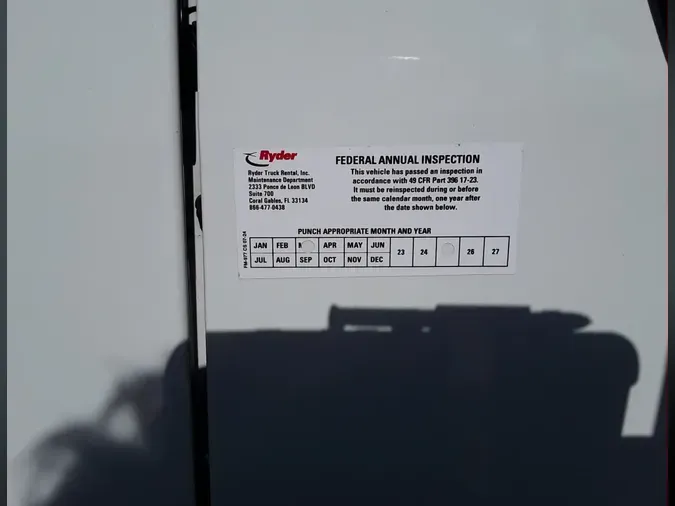 Ryder
Ryder Truck Rental, Inc.
Maintenance Department
2333 Ponce de Leon BLVD
Suite 700
Coral Gables, FL 33134
866-477-0438
FEDERAL ANNUAL INSPECTION
This vehicle has passed an inspection in
accordance with 49 CFR Part 396 17-23.
It must be reinspected during or before
the same calendar month, one year after
the date shown below.
PUNCH APPROPRIATE MONTH AND YEAR
JAN FEB M APR MAY JUN
JUL AUG SEP OCT NOV DEC
23 24 26 27